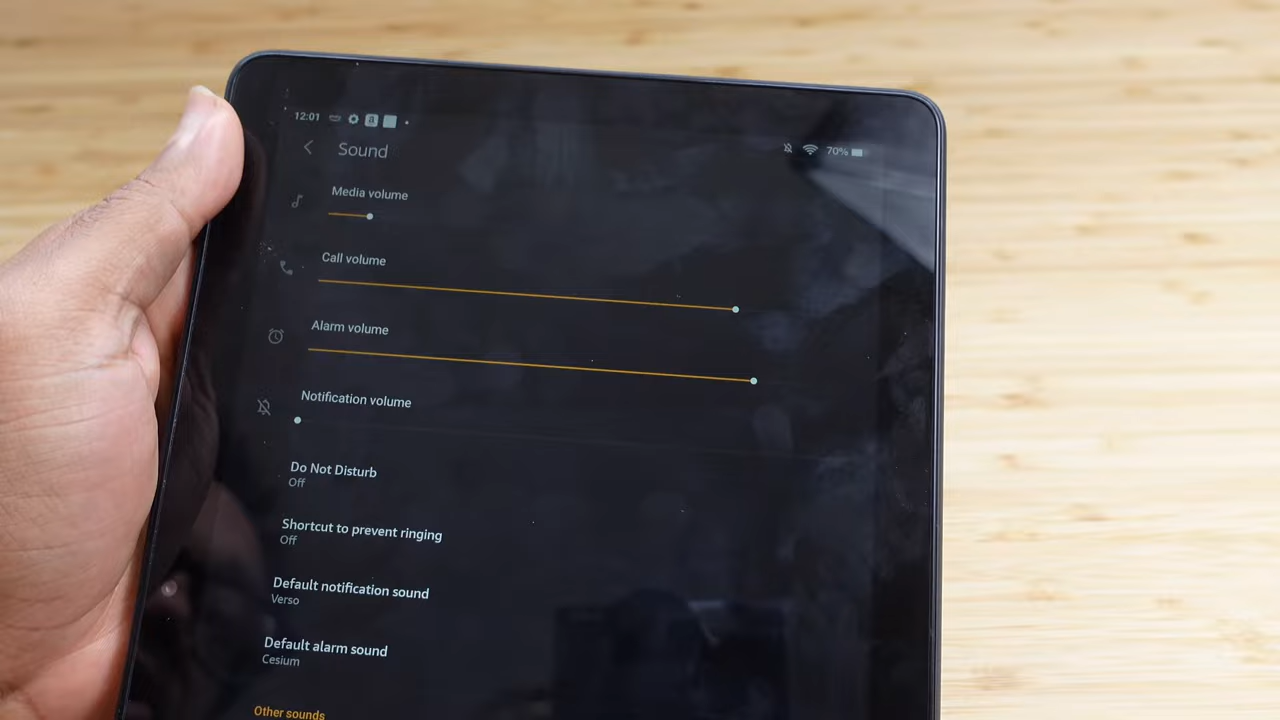 12:01
70%
Sound
Media volume
Call volume
Alarm volume
Notification volume
Do Not Disturb
Off
Shortcut to prevent ringing
Off
Default notification sound
Verso
Default alarm sound
Cesium
Other sounds